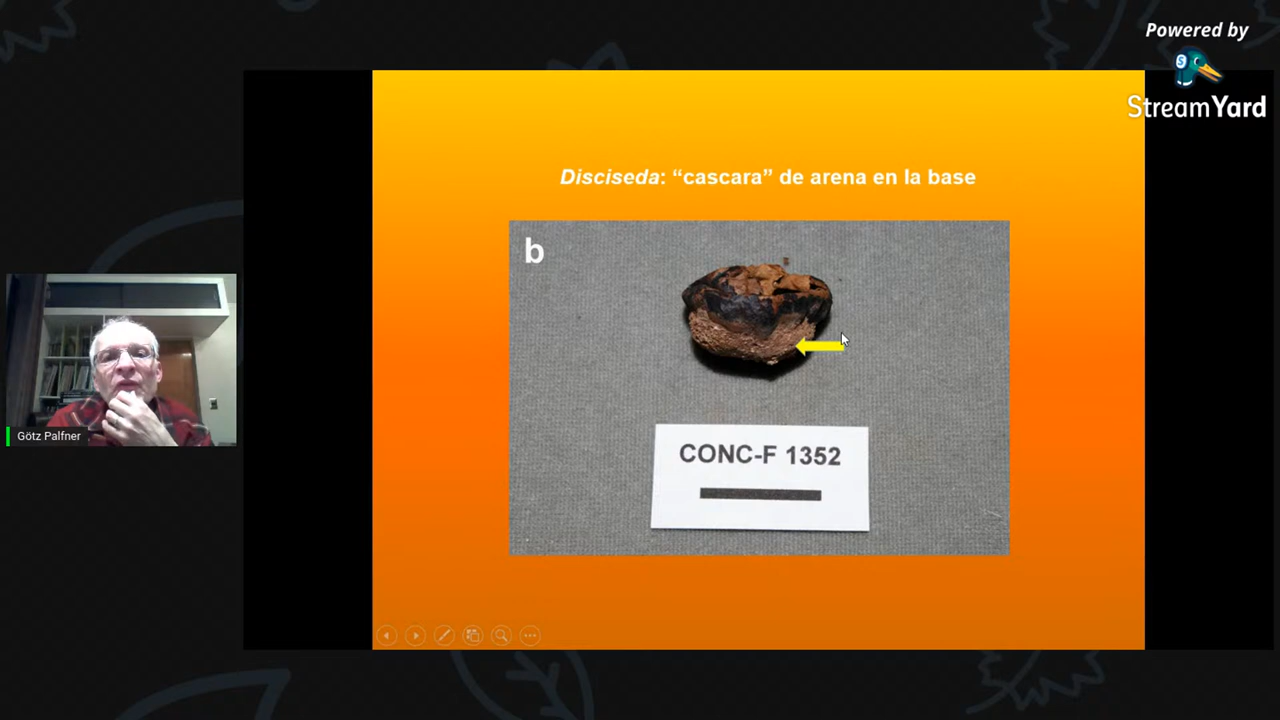 Powered by
StreamYard
Disciseda: “cascara” de arena en la base
b
CONC-F 1352
Götz Palfner